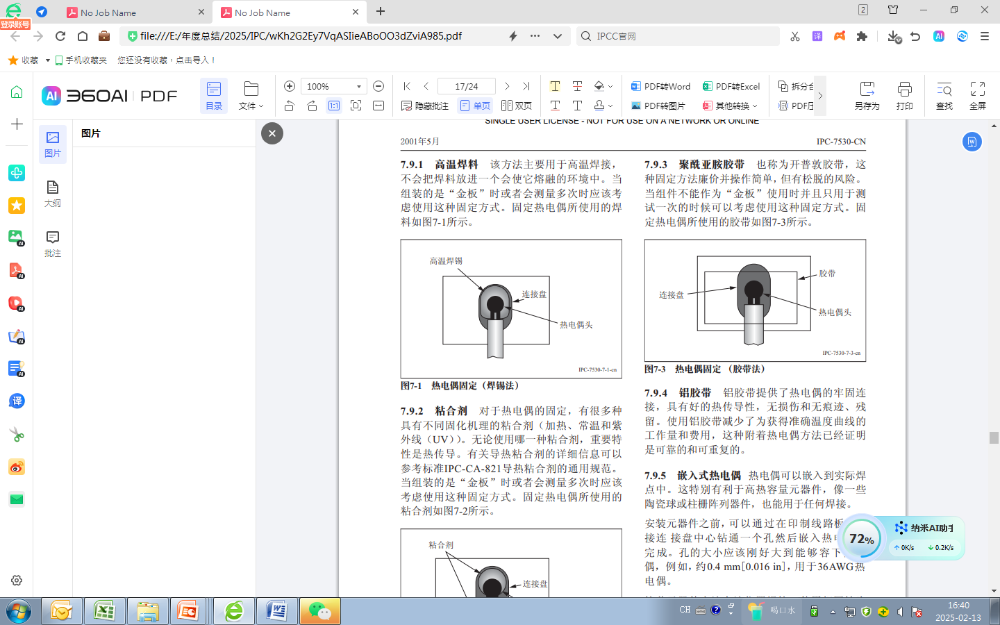 登录账号
No Job Name
No Job Name
2
file:///E:/年度总结/2025/IPC/wKh2G2Ey7VqASIieABoOO3dZviA985.pdf
IPCC官网
收藏
手机收藏夹
您还没有收藏，点击导入！
360AI | PDF
目录
文件
100%
1:1
17/24
隐藏批注
单页
双页
PDF转Word
PDF转Excel
PDF转图片
其他转换
拆分合
PDF压
另存为
打印
查找
全屏
图片
大纲
批注
图片
SINGLE USER LICENSE - NOT FOR USE ON A NETWORK OR ONLINE
2001年5月
IPC-7530-CN
7.9.1 高温焊料 该方法主要用于高温焊接，
不会把焊料放进一个会使它熔融的环境中。当
组装的是“金板”时或者会测量多次时应该考
虑使用这种固定方式。固定热电偶所使用的焊
料如图7-1所示。
高温焊锡
连接盘
热电偶头
IPC-7530-7-1-cn
图7-1 热电偶固定（焊锡法）
7.9.2 粘合剂 对于热电偶的固定，有很多种
具有不同固化机理的粘合剂（加热、常温和紫
外线（UV））。无论使用哪一种粘合剂，重要特
性是热传导。有关导热粘合剂的详细信息可以
参考标准IPC-CA-821导热粘合剂的通用规范。
当组装的是“金板”时或者会测量多次时应该
考虑使用这种固定方式。固定热电偶所使用的
粘合剂如图7-2所示。
粘合剂
连接盘
7.9.3 聚酰亚胺胶带 也称为开普敦胶带，这
种固定方法廉价并操作简单，但有松脱的风险。
当组件不能作为“金板”使用时并且只用于测
试一次的时候可以考虑使用这种固定方式。固
定热电偶所使用的胶带如图7-3所示。
胶带
连接盘
热电偶头
IPC-7530-7-3-cn
图7-3 热电偶固定 （胶带法）
7.9.4 铝胶带 铝胶带提供了热电偶的牢固连
接，具有好的热传导性，无损伤和无痕迹、残
留。使用铝胶带减少了为获得准确温度曲线的
工作量和费用，这种附着热电偶方法已经证明
是可靠的和可重复的。
7.9.5 嵌入式热电偶 热电偶可以嵌入到实际焊
点中。这特别有利于高热容量元器件，像一些
陶瓷球或柱栅阵列器件，也能用于任何焊接。
安装元器件之前，可以通过在印制线路板
接连 接盘中心钻通一个孔然后嵌入热电
完成。孔的大小应该刚好大到能够容下
偶，例如，约0.4 mm[0.016 in]，用于36AWG热
电偶。
72%
纳米AI助手
0K/s
0.2K/s
CH
喝口水
16:40
2025-02-13